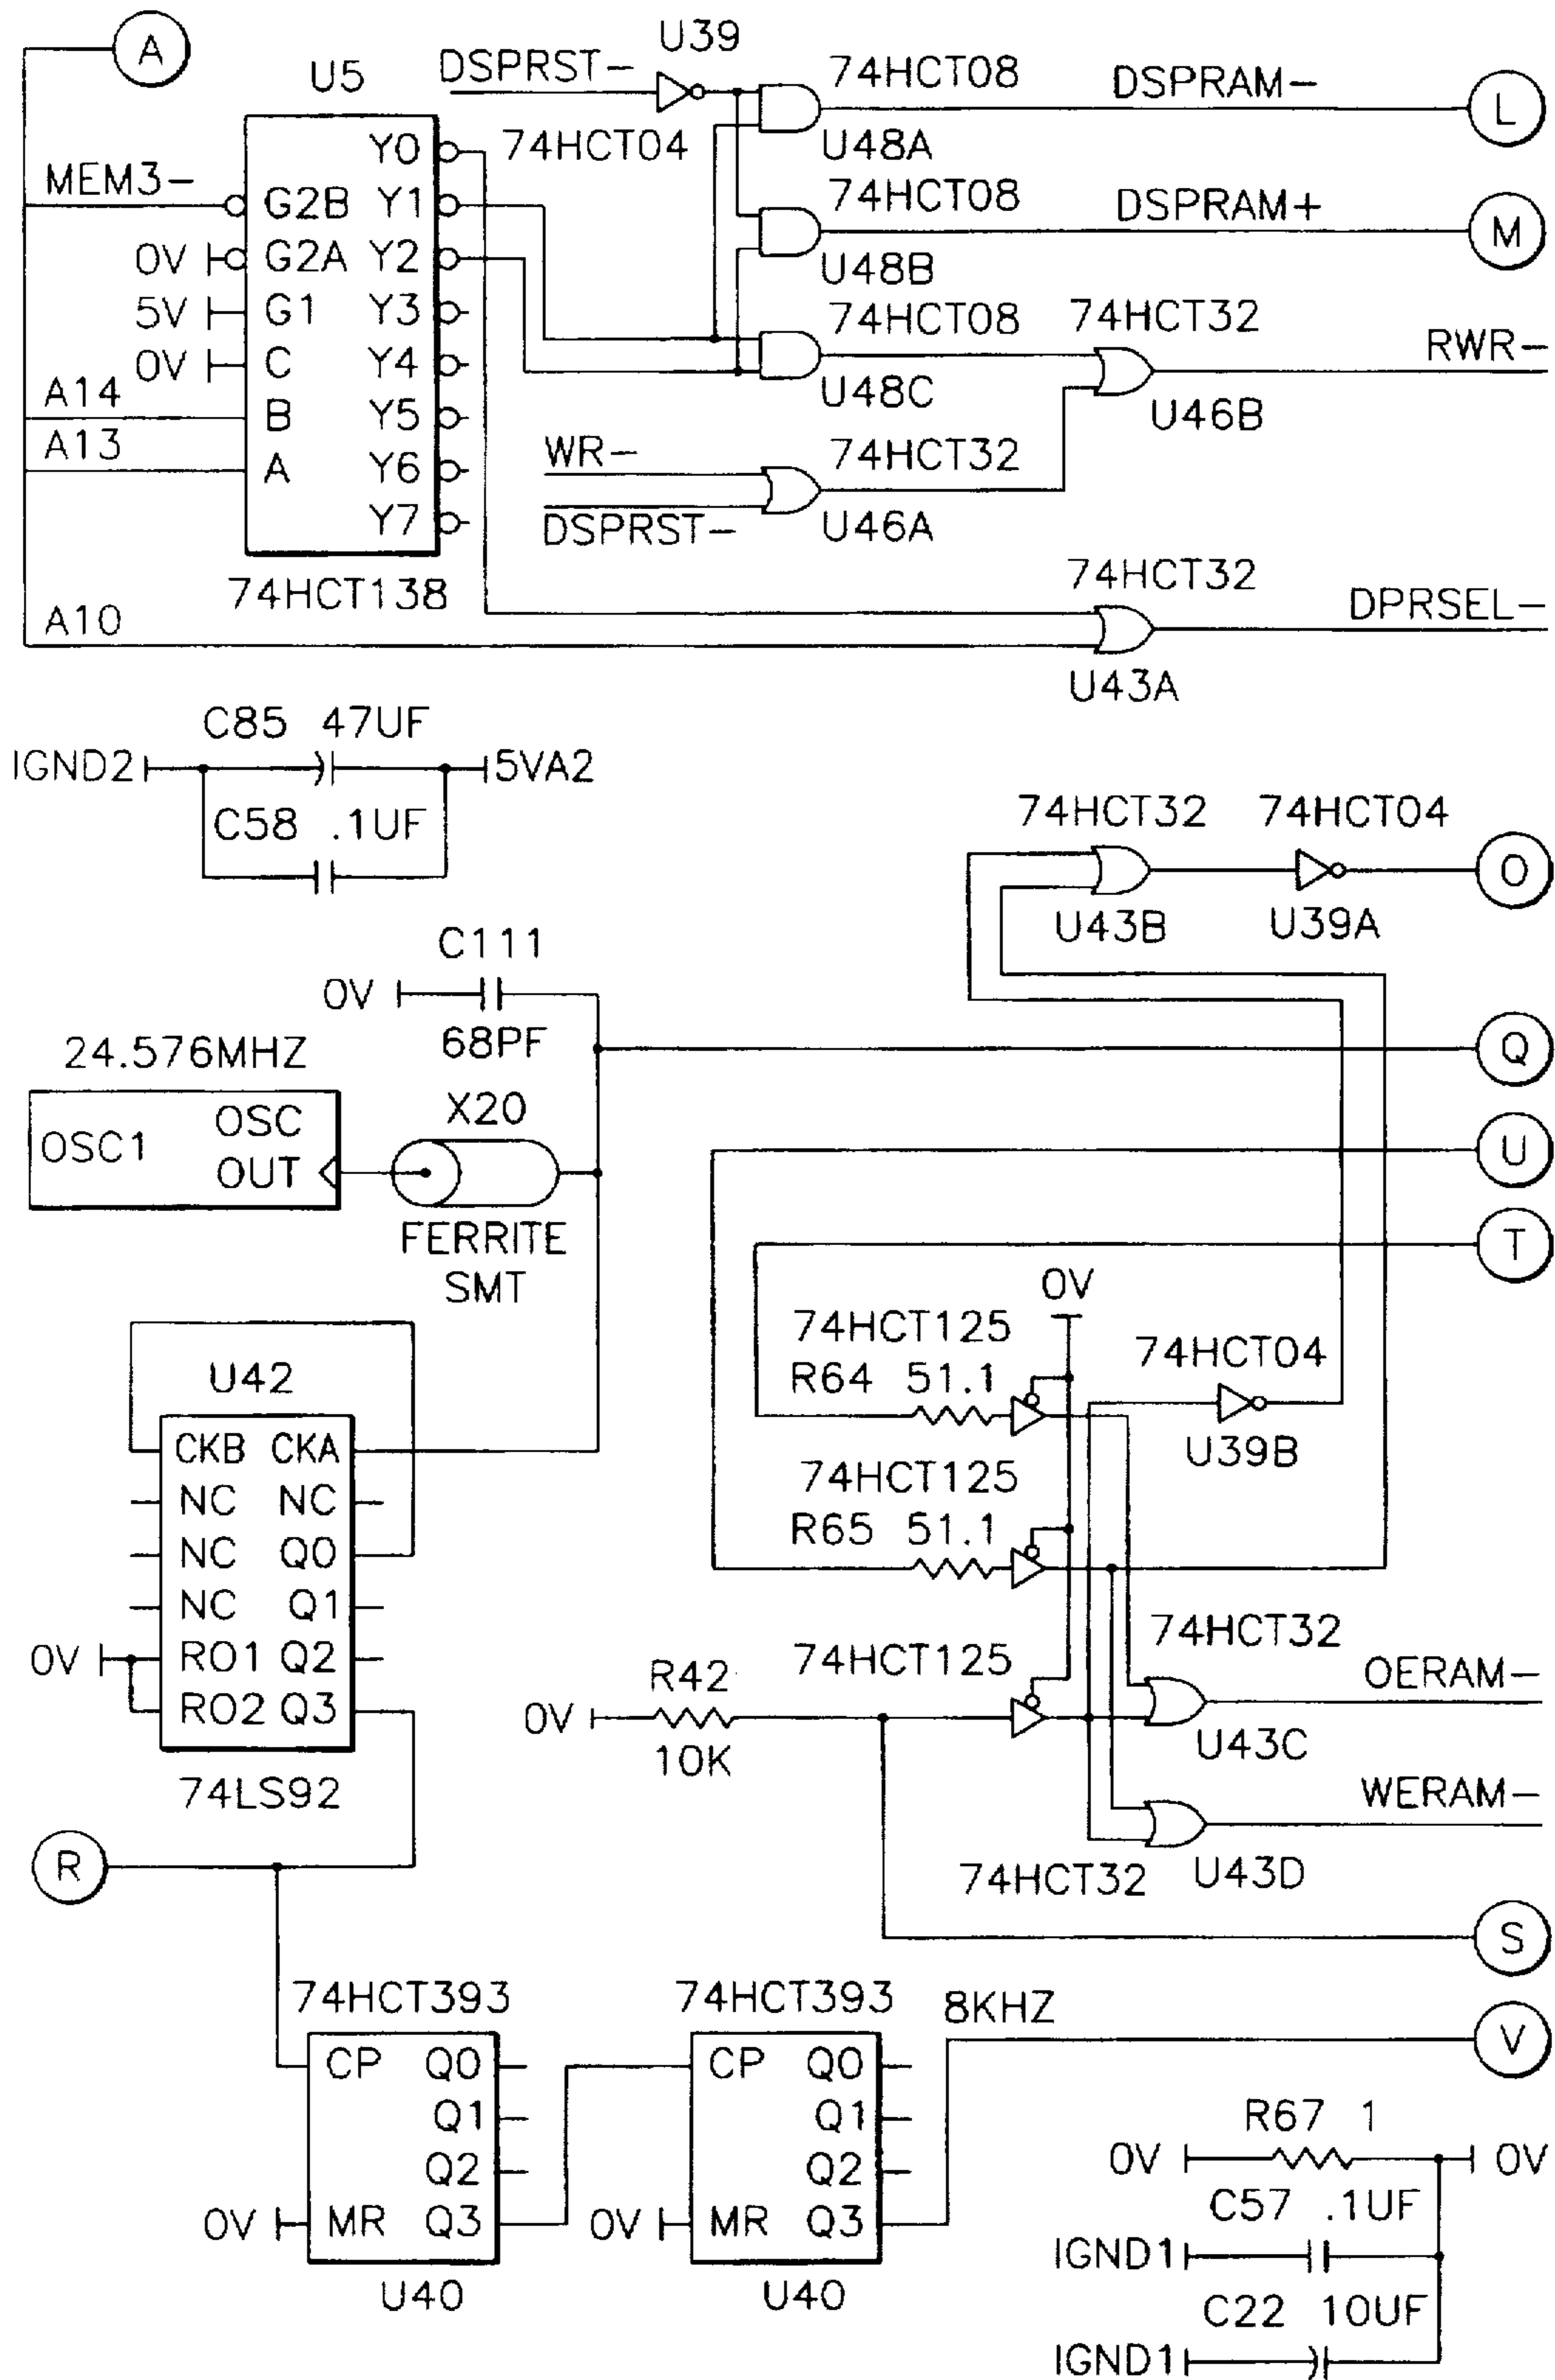 A
U5
DSPRST-
U39
74HCT04
74HCT08
U48A
DSPRAM-
L
74HCT08
U48B
DSPRAM+
M
74HCT08
U48C
74HCT32
U46B
RWR-
MEM3-
0V
5V
0V
A14
A13
G2B
G2A
G1
C
B
A
Y0
Y1
Y2
Y3
Y4
Y5
Y6
Y7
74HCT138
WR-
DSPRST-
74HCT32
U46A
A10
74HCT32
U43A
DPRSEL-
C85 47UF
IGND2
5VA2
C58 .1UF
74HCT32
U43B
74HCT04
U39A
O
C111
0V
68PF
Q
24.576MHZ
OSC1
OSC
OUT
X20
FERRITE
SMT
U
T
0V
74HCT125
R64 51.1
74HCT04
U39B
74HCT125
R65 51.1
U42
CKB CKA
NC NC
NC Q0
NC Q1
0V
RO1 Q2
RO2 Q3
74LS92
R
0V
R42
10K
74HCT125
74HCT32
OERAM-
U43C
WERAM-
74HCT32
U43D
S
74HCT393
CP Q0
Q1
Q2
0V
MR Q3
U40
74HCT393
CP Q0
Q1
Q2
0V
MR Q3
U40
8KHZ
V
R67 1
0V
0V
C57 .1UF
IGND1
C22 10UF
IGND1